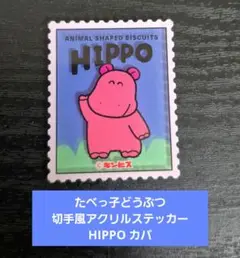 ANIMAL SHAPED BISCUITS
HIPPO
ギンビス
たべっ子どうぶつ
切手風アクリルステッカー
HIPPO カバ